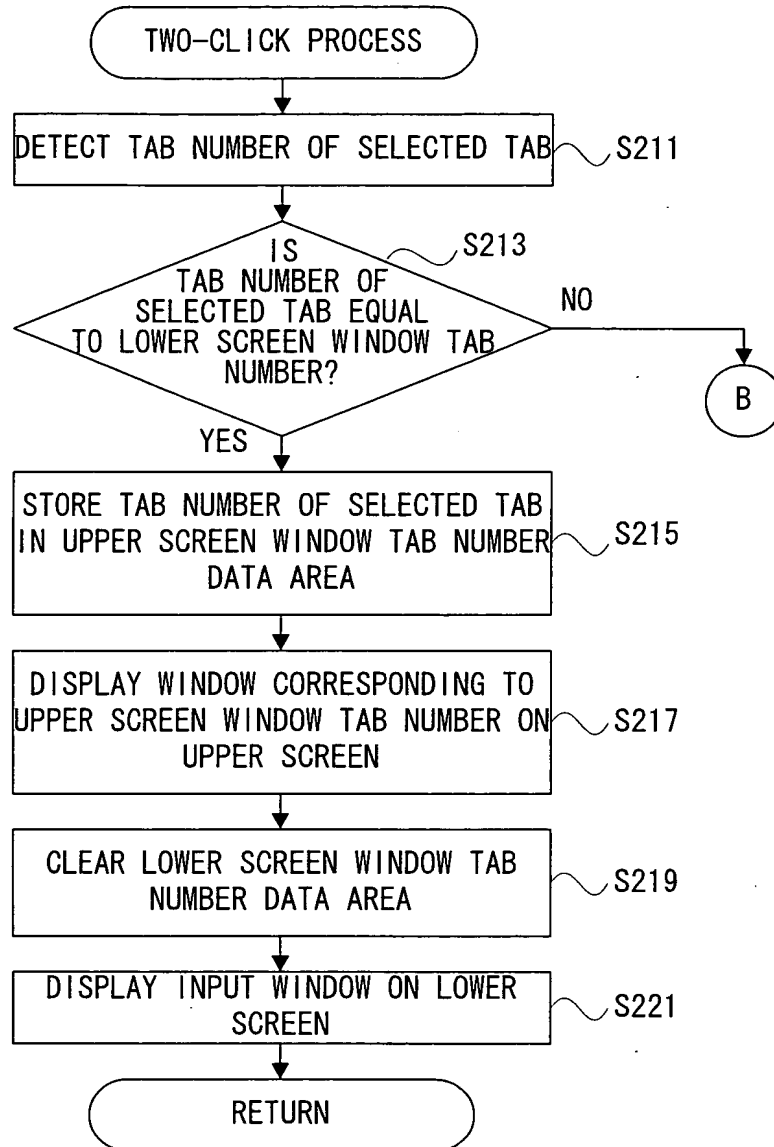 TWO-CLICK PROCESS
DETECT TAB NUMBER OF SELECTED TAB
S211
IS
TAB NUMBER OF
SELECTED TAB EQUAL
TO LOWER SCREEN WINDOW TAB
NUMBER?
S213
NO
B
YES
STORE TAB NUMBER OF SELECTED TAB
IN UPPER SCREEN WINDOW TAB NUMBER
DATA AREA
S215
DISPLAY WINDOW CORRESPONDING TO
UPPER SCREEN WINDOW TAB NUMBER ON
UPPER SCREEN
S217
CLEAR LOWER SCREEN WINDOW TAB
NUMBER DATA AREA
S219
DISPLAY INPUT WINDOW ON LOWER
SCREEN
S221
RETURN